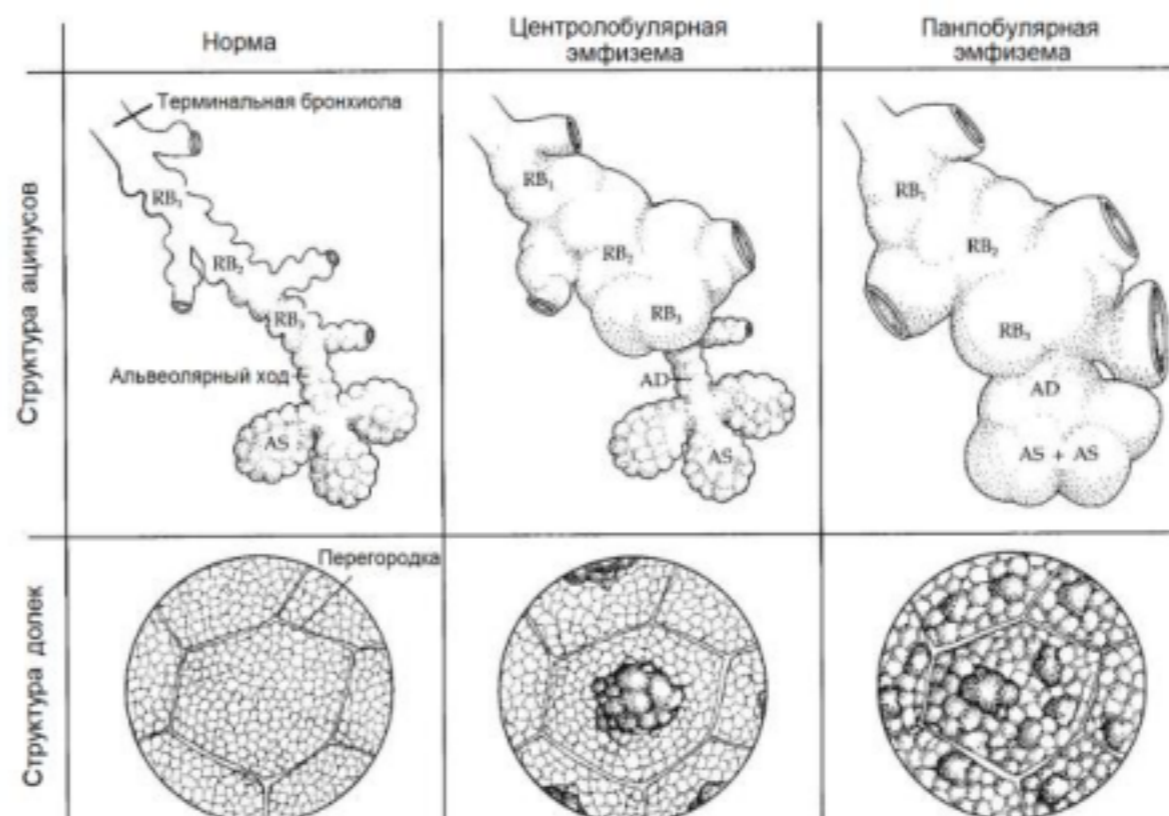 Норма
Центролобулярная
эмфизема
Панлобулярная
эмфизема
Структура ацинусов
Терминальная бронхиола
RB₁
RB₂
RB₃
Альвеолярный ход
AS
RB₁
RB₂
RB₃
AD
AS
RB₁
RB₂
RB₃
AD
AS + AS
Структура долек
Перегородка